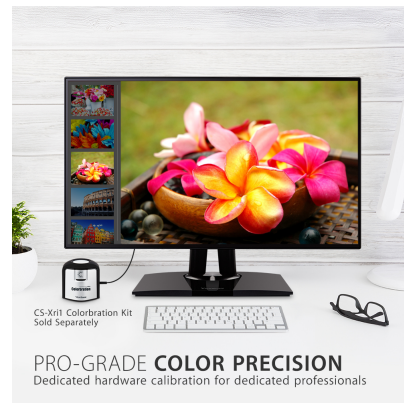 CS-Xri1 Colorbration Kit
Sold Separately
PRO-GRADE COLOR PRECISION
Dedicated hardware calibration for dedicated professionals